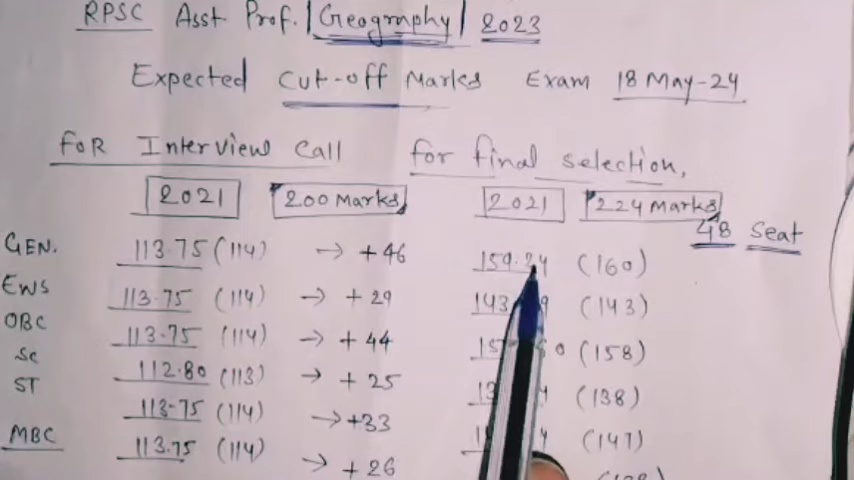 RPSC Asst Prof. |Geography| 2023
Expected Cut-off Marks Exam 18 May-24
FOR Interview Call for final selection,
2021 200 Marks 2021 224 Marks
48 Seat
GEN. 113.75 (114) → +46 159.24 (160)
EWS 113.75 (114) → +29 (143)
OBC 113.75 (114) → +44 (158)
SC 112.80 (113) → +25 (138)
ST 113.75 (114) → +33 (147)
MBC 113.75 (114) → +26